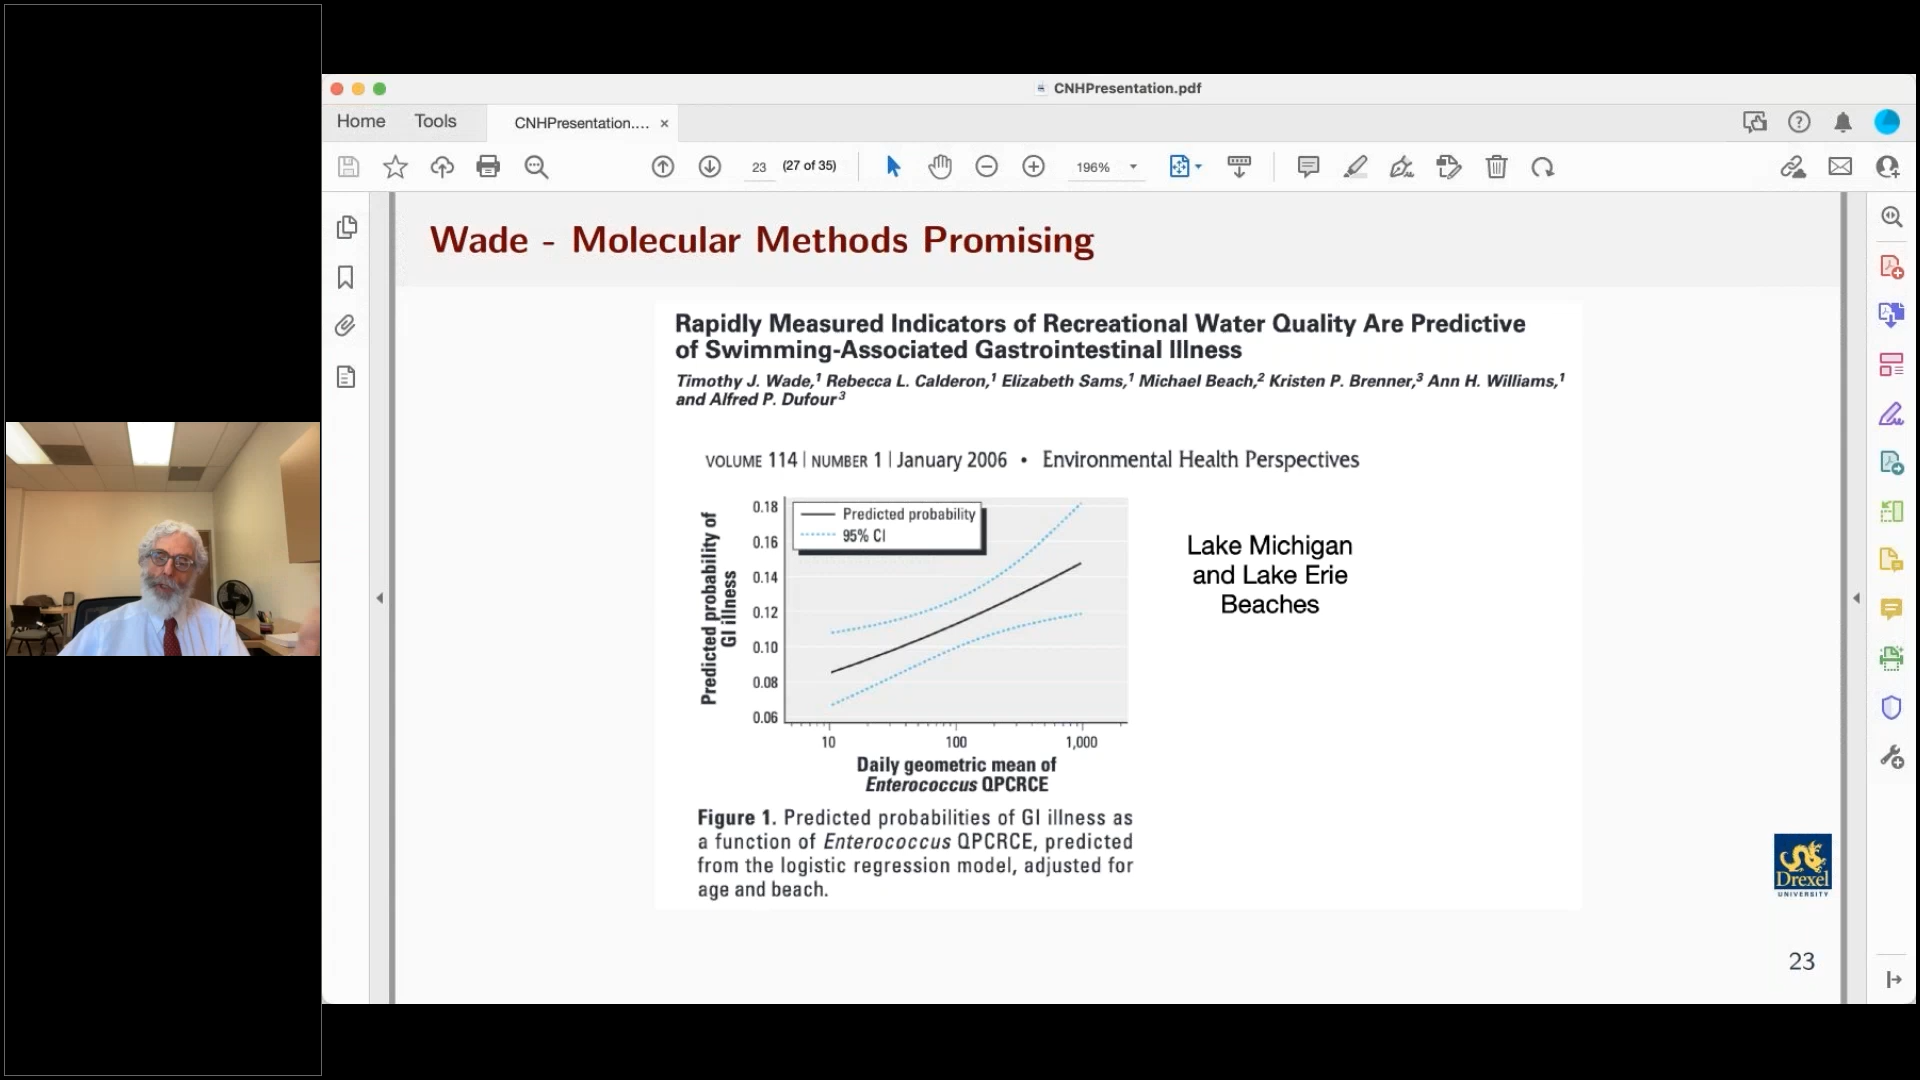 CNHPresentation.pdf
Home Tools CNHPresentation.... ×
23 (27 of 35) 196%
Wade - Molecular Methods Promising
Rapidly Measured Indicators of Recreational Water Quality Are Predictive
of Swimming-Associated Gastrointestinal Illness
Timothy J. Wade,1 Rebecca L. Calderon,1 Elizabeth Sams,1 Michael Beach,2 Kristen P. Brenner,3 Ann H. Williams,1
and Alfred P. Dufour3
VOLUME 114 | NUMBER 1 | January 2006 • Environmental Health Perspectives
Predicted probability of
GI illness
0.18
0.16
0.14
0.12
0.10
0.08
0.06
Predicted probability
95% CI
10 100 1,000
Daily geometric mean of
Enterococcus QPCRCE
Lake Michigan
and Lake Erie
Beaches
Figure 1. Predicted probabilities of GI illness as
a function of Enterococcus QPCRCE, predicted
from the logistic regression model, adjusted for
age and beach.
Drexel
UNIVERSITY
23